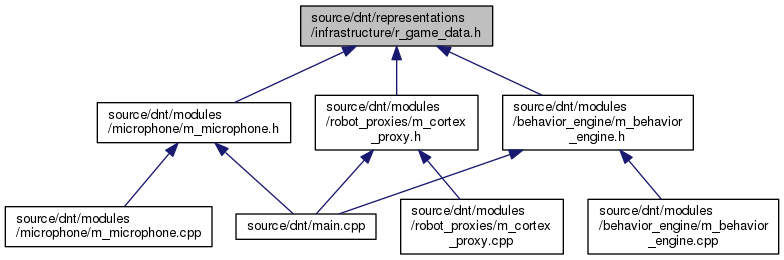 source/dnt/representations
/infrastructure/r_game_data.h
source/dnt/modules
/microphone/m_microphone.h
source/dnt/modules
/robot_proxies/m_cortex
_proxy.h
source/dnt/modules
/behavior_engine/m_behavior
_engine.h
source/dnt/modules
/microphone/m_microphone.cpp
source/dnt/main.cpp
source/dnt/modules
/robot_proxies/m_cortex
_proxy.cpp
source/dnt/modules
/behavior_engine/m_behavior
_engine.cpp